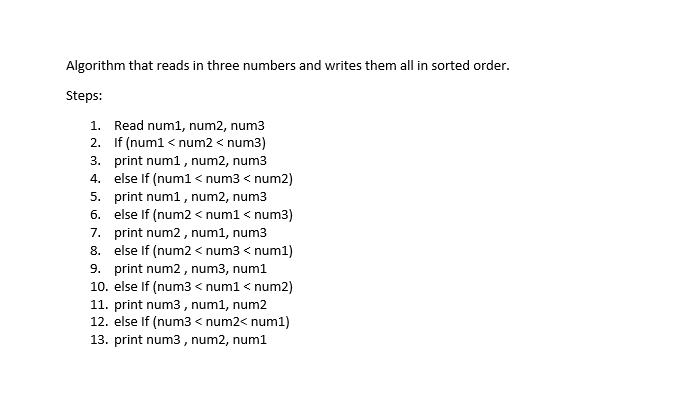 Algorithm that reads in three numbers and writes them all in sorted order.
Steps:
1. Read num1, num2, num3
2. If (num1 < num2 < num3)
3. print num1 , num2, num3
4. else If (num1 < num3 < num2)
5. print num1 , num2, num3
6. else If (num2 < num1 < num3)
7. print num2 , num1, num3
8. else If (num2 < num3 < num1)
9. print num2 , num3, num1
10. else If (num3 < num1 < num2)
11. print num3 , num1, num2
12. else If (num3 < num2< num1)
13. print num3 , num2, num1